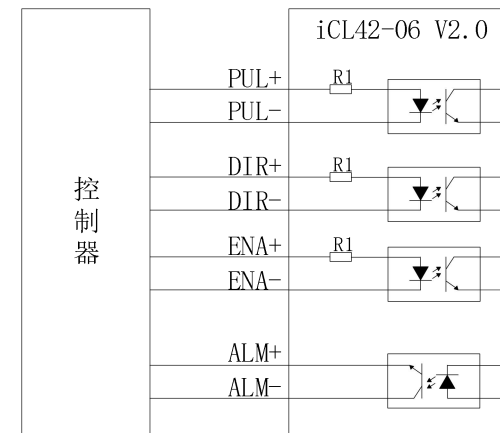 iCL42-06 V2.0
PUL+
R1
PUL-
DIR+
R1
DIR-
控制器
ENA+
R1
ENA-
ALM+
ALM-